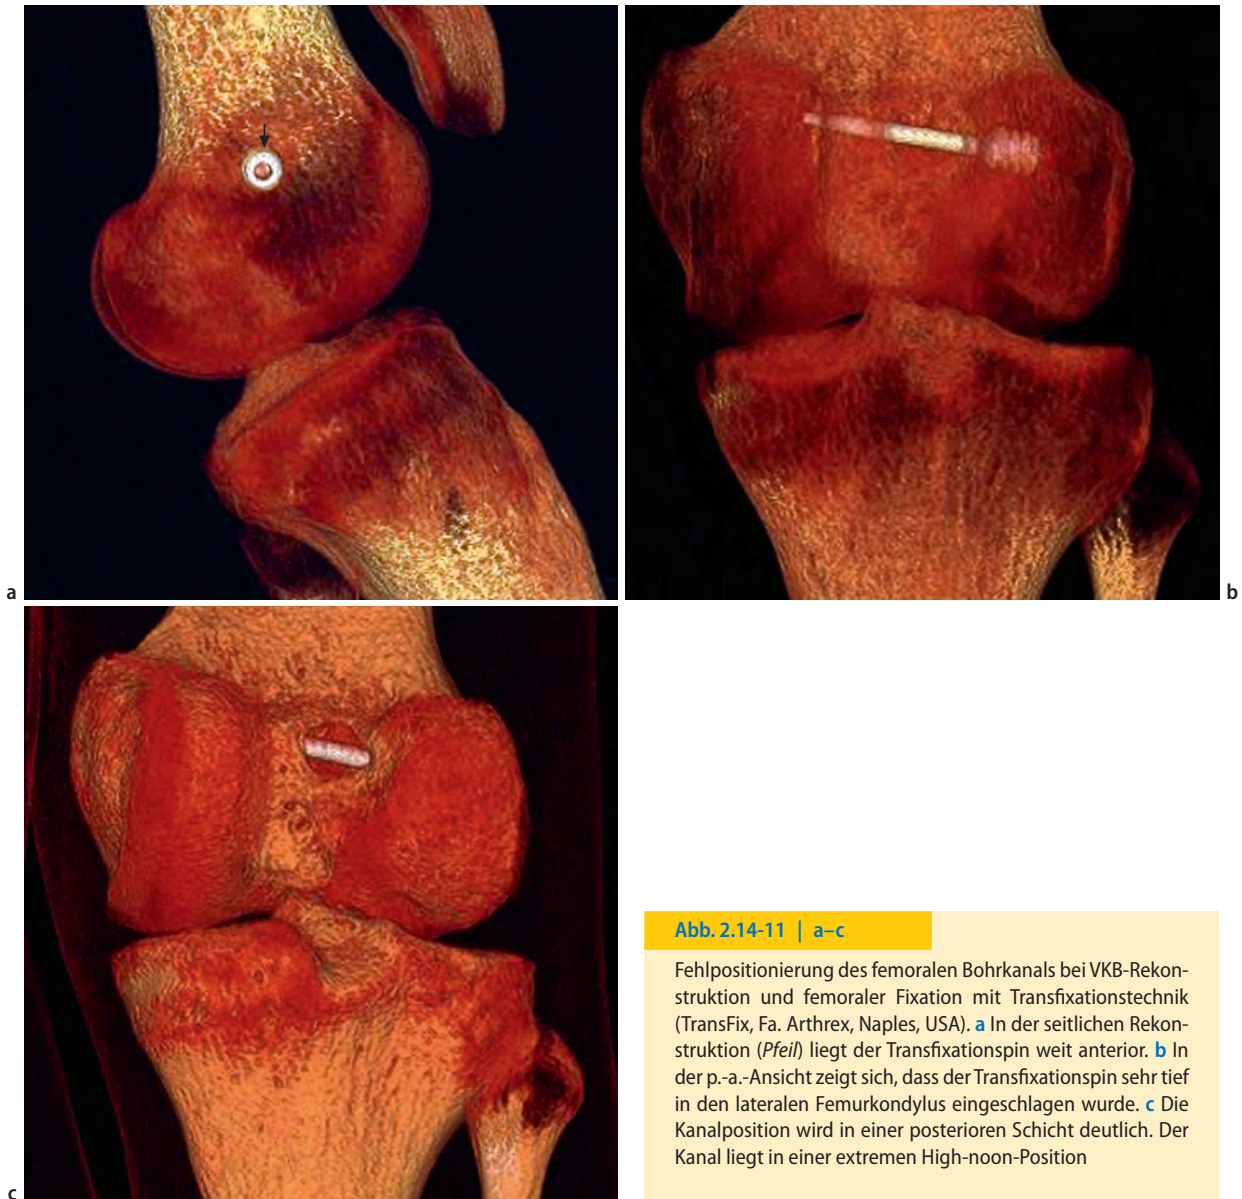 a
b
c
Abb. 2.14-11 | a–c
Fehlpositionierung des femoralen Bohrkanals bei VKB-Rekon-
struktion und femoraler Fixation mit Transfixationstechnik
(TransFix, Fa. Arthrex, Naples, USA). a In der seitlichen Rekon-
struktion (Pfeil) liegt der Transfixationspin weit anterior. b In
der p.-a.-Ansicht zeigt sich, dass der Transfixationspin sehr tief
in den lateralen Femurkondylus eingeschlagen wurde. c Die
Kanalposition wird in einer posterioren Schicht deutlich. Der
Kanal liegt in einer extremen High-noon-Position